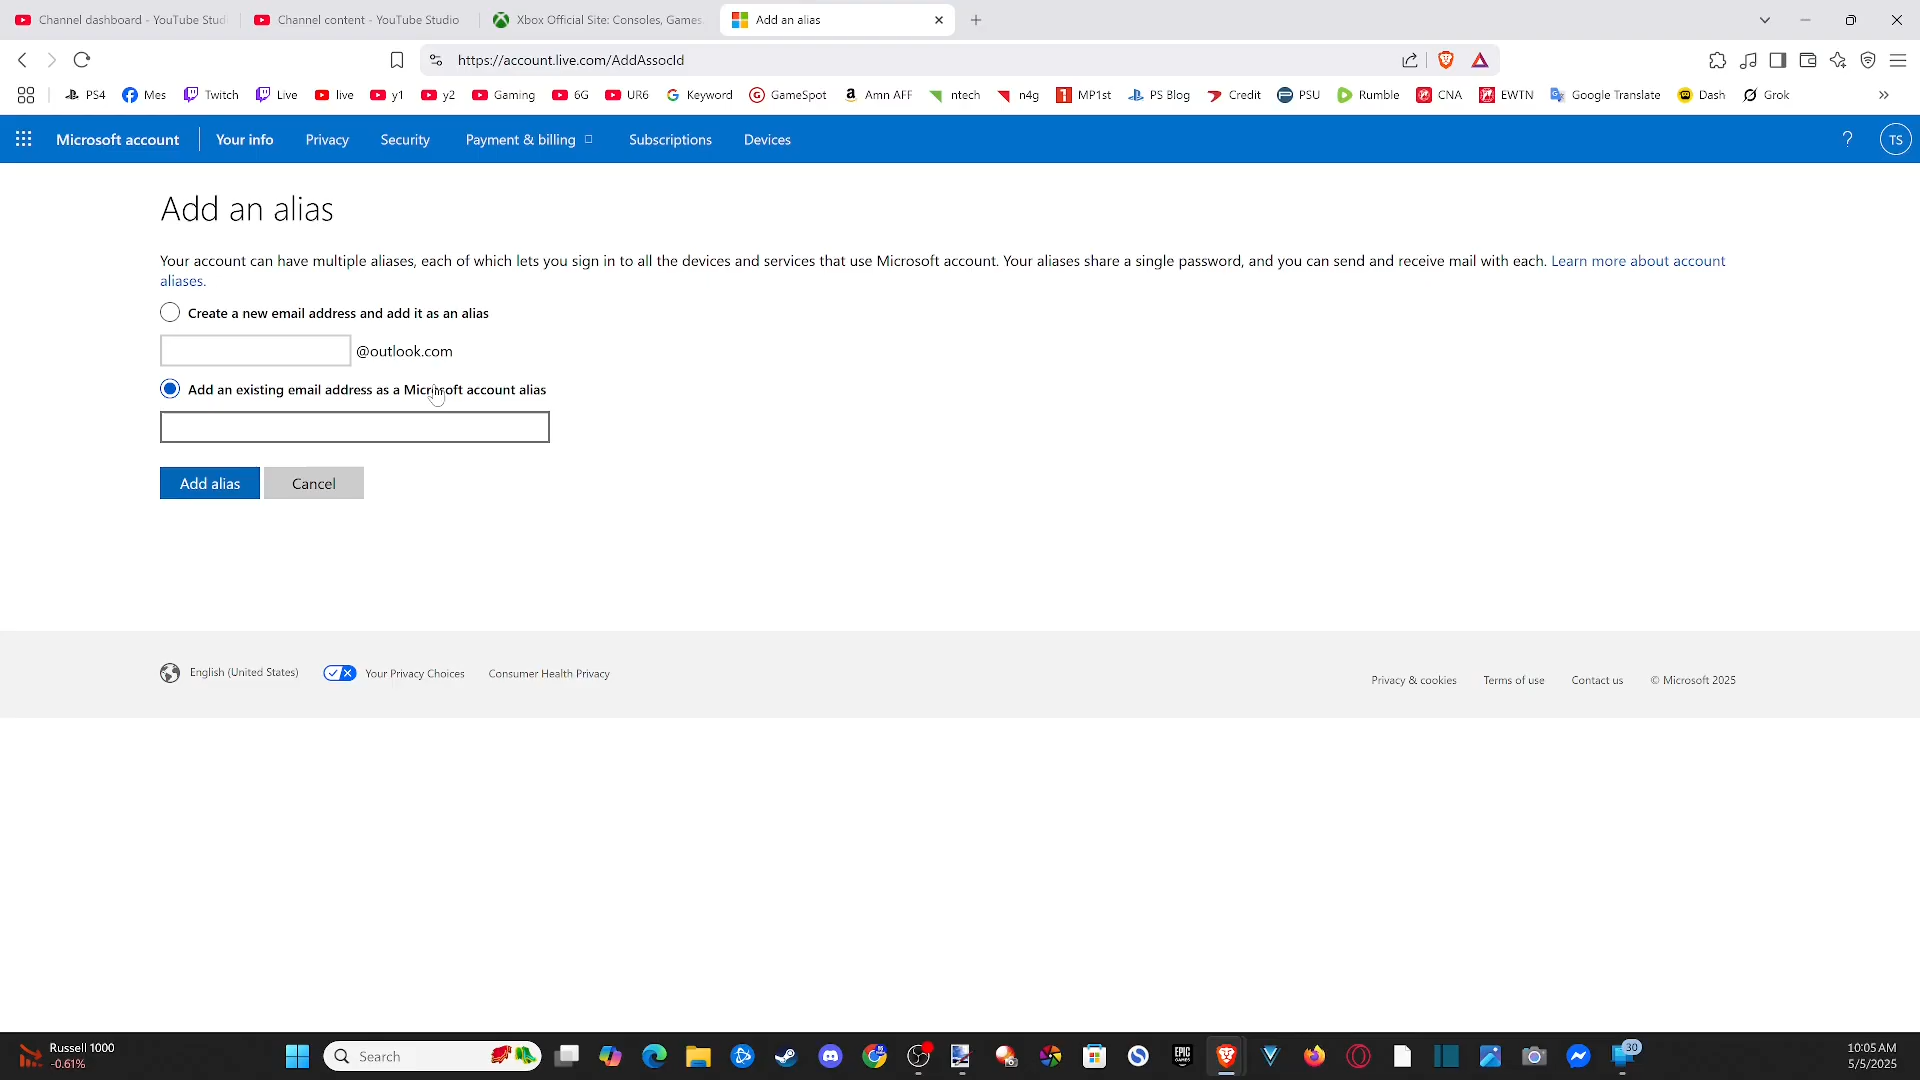 Channel dashboard - YouTube Stud
Channel content - YouTube Studio
Xbox Official Site: Consoles, Games,
Add an alias
https://account.live.com/AddAssocId
PS4 Mes Twitch Live live y1 y2 Gaming 6G UR6 Keyword GameSpot Amn AFF ntech n4g MP1st PS Blog Credit PSU Rumble CNA EWTN Google Translate Dash Grok
Microsoft account Your info Privacy Security Payment & billing Subscriptions Devices ? TS
Add an alias
Your account can have multiple aliases, each of which lets you sign in to all the devices and services that use Microsoft account. Your aliases share a single password, and you can send and receive mail with each. Learn more about account
aliases.
Create a new email address and add it as an alias
@outlook.com
Add an existing email address as a Microsoft account alias
Add alias Cancel
English (United States) Your Privacy Choices Consumer Health Privacy
Privacy & cookies Terms of use Contact us © Microsoft 2025
Russell 1000
-0.61%
Search
EPIC
GAMES
30
10:05 AM
5/5/2025